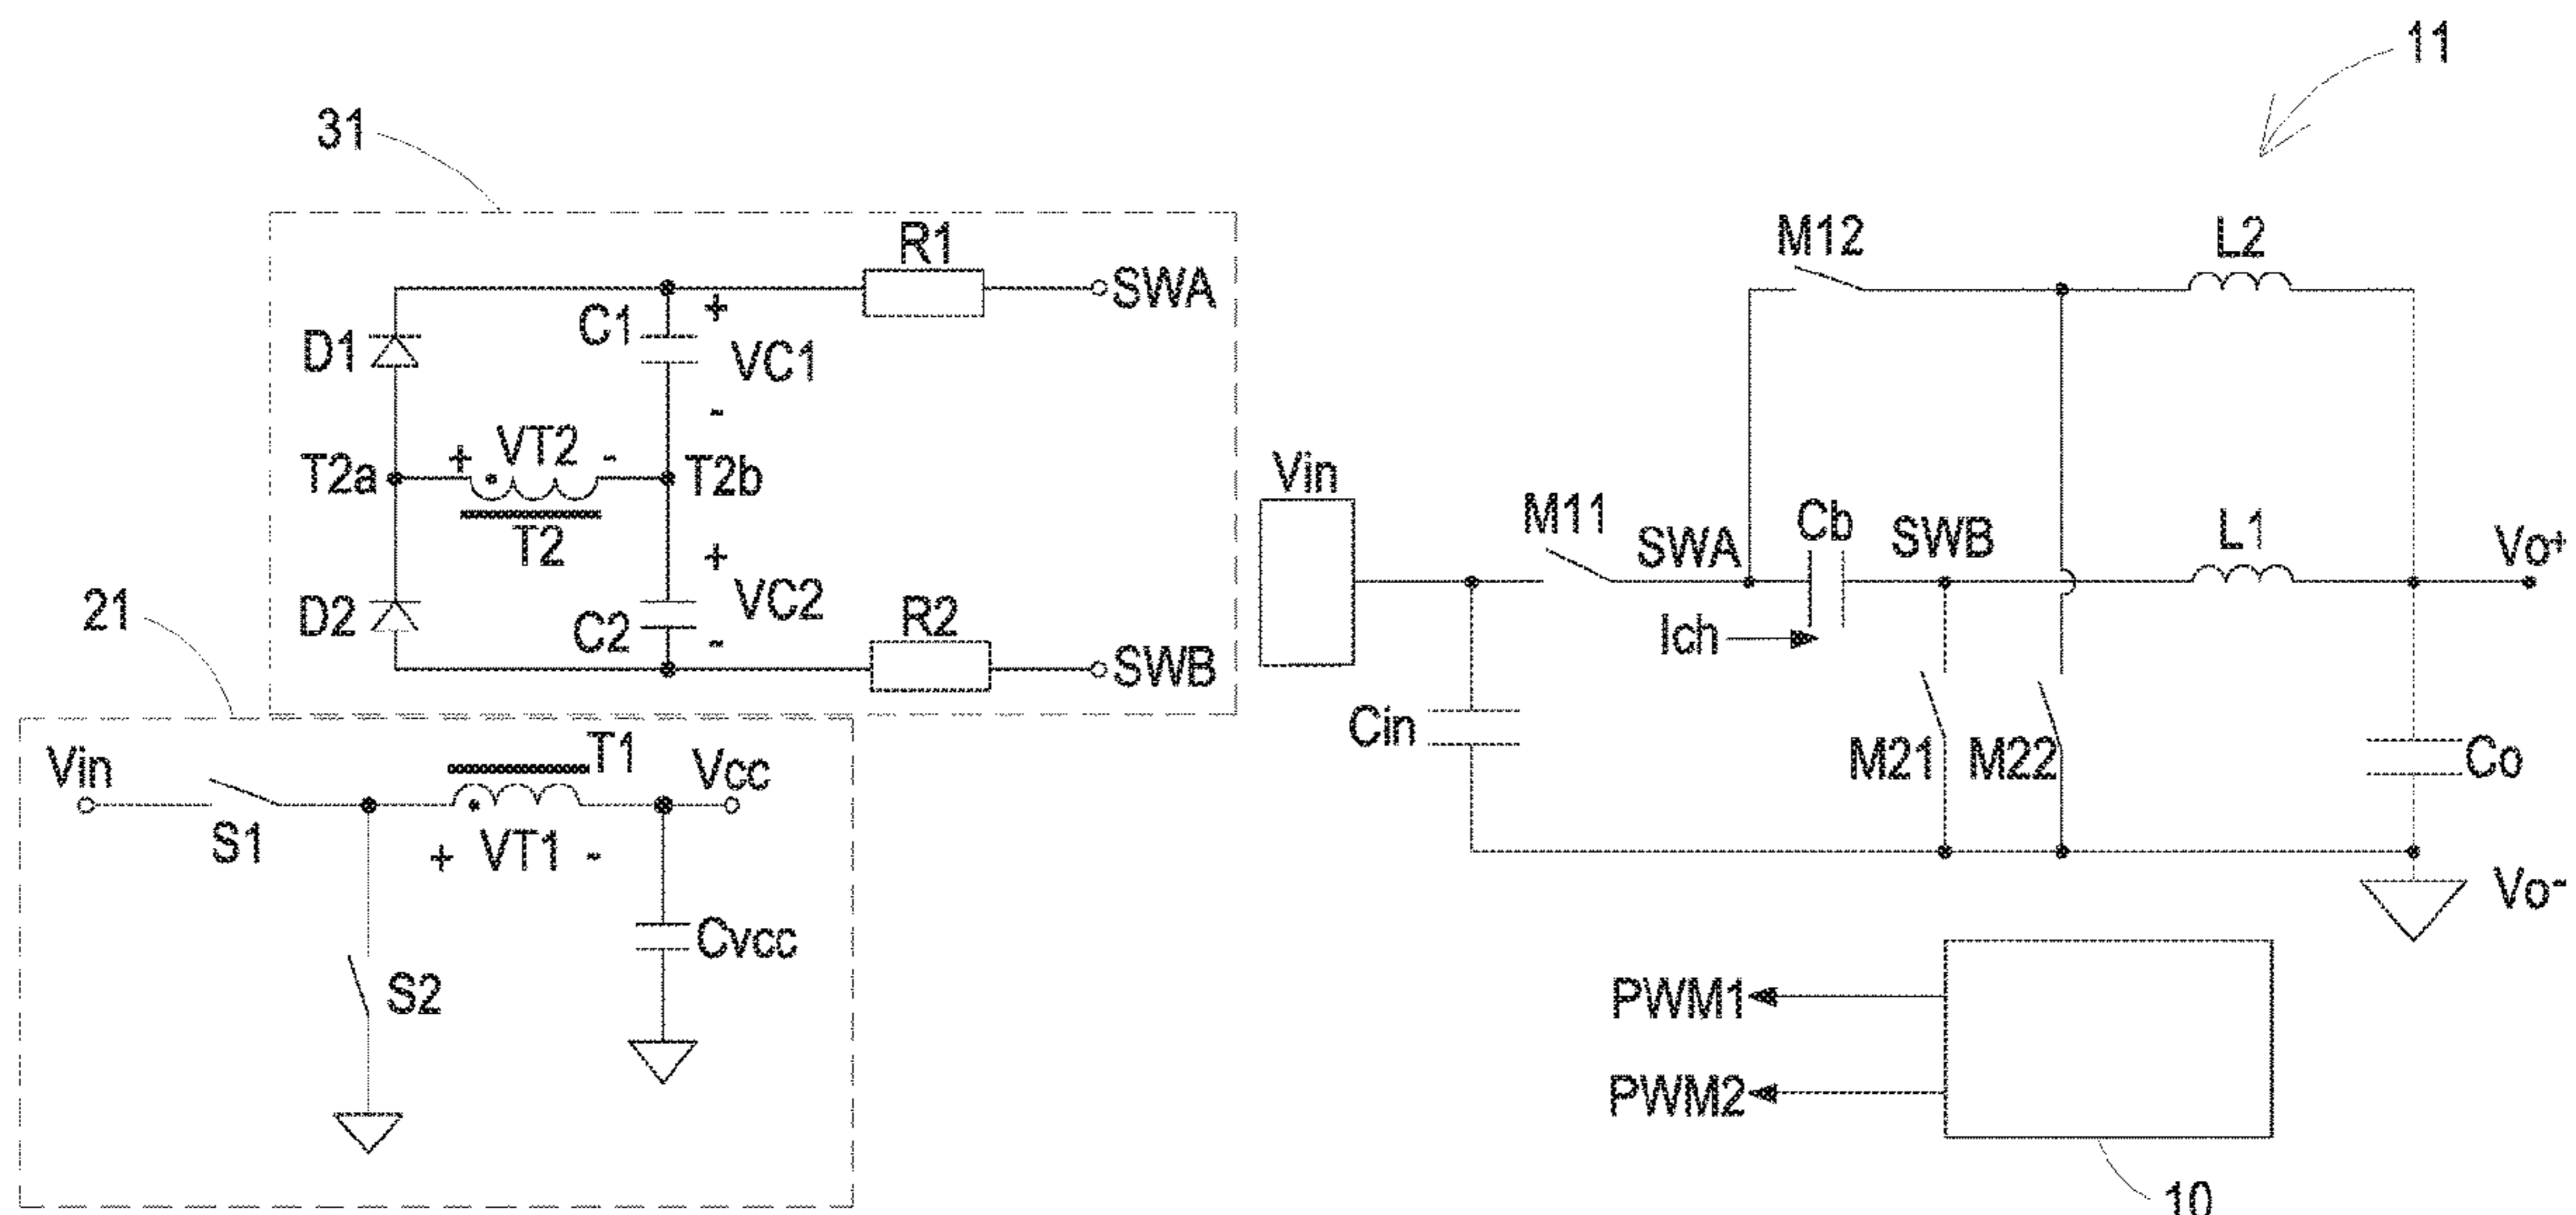 11
31
R1
SWA
C1
+
VC1
-
D1
T2a
+ VT2 -
T2b
T2
D2
C2
+
VC2
-
R2
SWB
21
Vin
S1
T1
+ VT1 -
Vcc
S2
Cvcc
M12
L2
Vin
M11
SWA
Cb
SWB
L1
Vo+
Ich
Cin
M21
M22
Co
Vo-
PWM1
PWM2
10